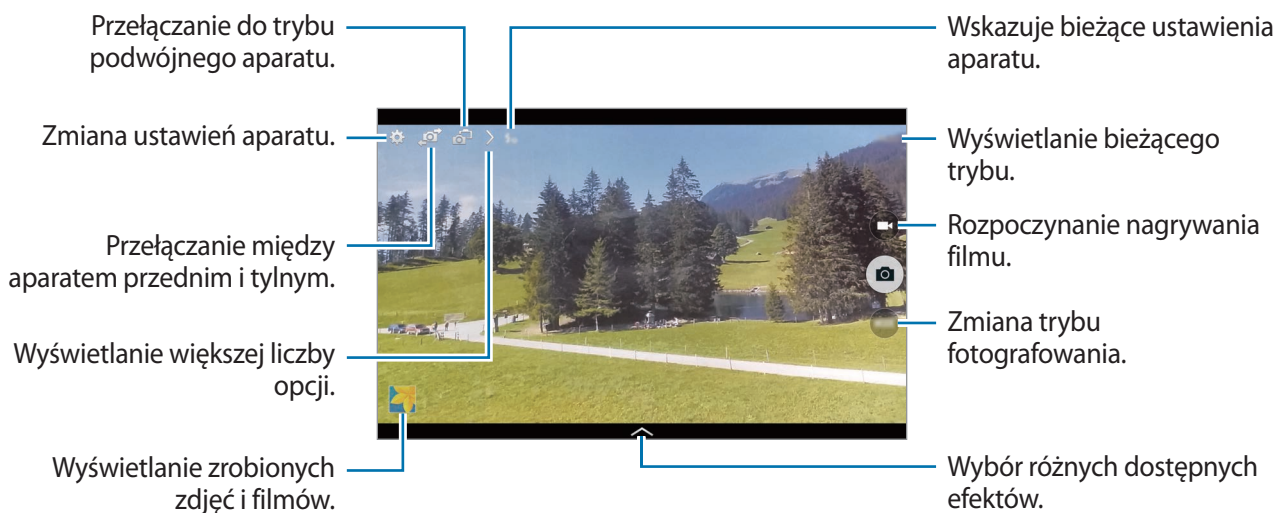 Przełączanie do trybu
podwójnego aparatu.
Zmiana ustawień aparatu.
Przełączanie między
aparatem przednim i tylnym.
Wyświetlanie większej liczby
opcji.
Wyświetlanie zrobionych
zdjęć i filmów.
Wskazuje bieżące ustawienia
aparatu.
Wyświetlanie bieżącego
trybu.
Rozpoczynanie nagrywania
filmu.
Zmiana trybu
fotografowania.
Wybór różnych dostępnych
efektów.